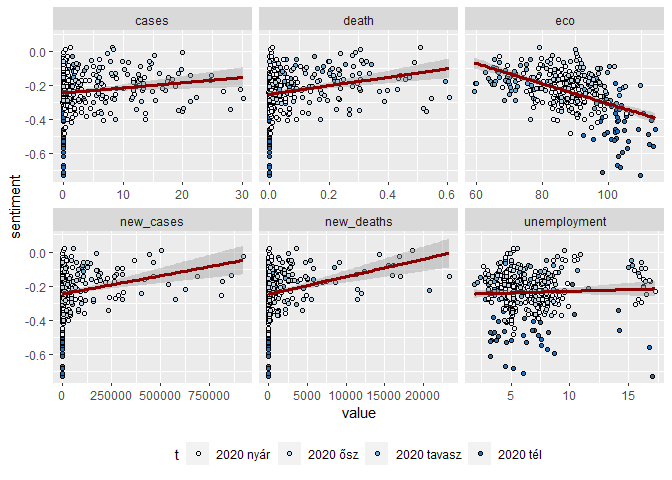 cases death eco
0.0
-0.2
-0.4
-0.6
0 10 20 30 0.0 0.2 0.4 0.6 60 80 100
sentiment
new_cases new_deaths unemployment
0.0
-0.2
-0.4
-0.6
0 250000 500000 750000 0 5000 10000 15000 20000 5 10 15
value
t 2020 nyár 2020 ősz 2020 tavasz 2020 tél